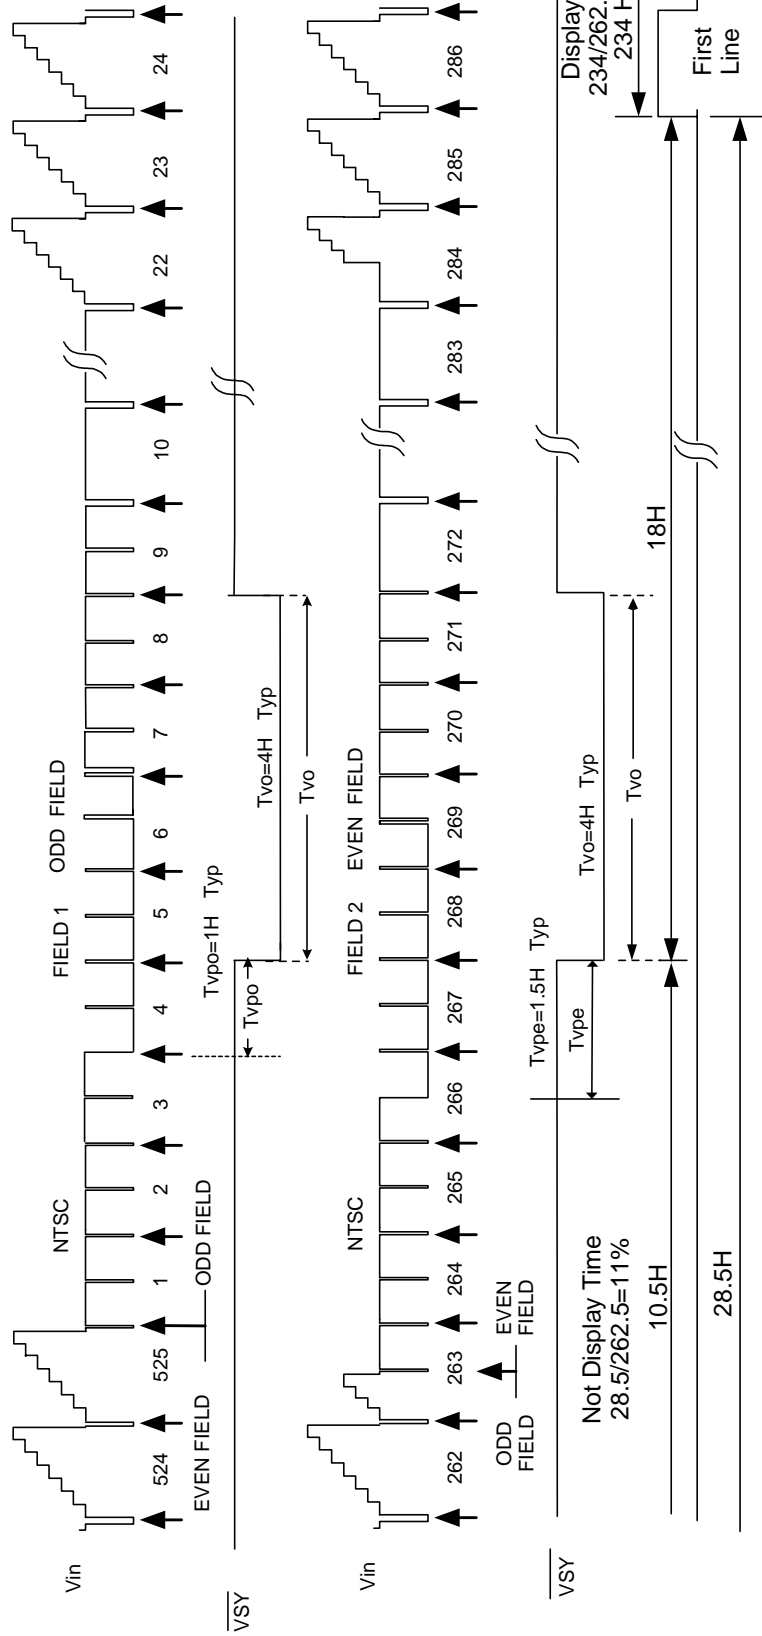 Vin
524
525
1
2
3
4
5
6
7
8
9
10
22
23
24
NTSC
FIELD 1
ODD FIELD
EVEN FIELD
ODD FIELD
VSY
Tvpo=1H Typ
Tvpo
Tvo=4H Typ
Tvo
Vin
262
263
264
265
266
267
268
269
270
271
272
283
284
285
286
NTSC
FIELD 2
EVEN FIELD
ODD
FIELD
EVEN
FIELD
VSY
Tvpe=1.5H Typ
Tvpe
Tvo=4H Typ
Tvo
Not Display Time
28.5/262.5=11%
Display
234/262.
234 H
10.5H
18H
First
Line
28.5H